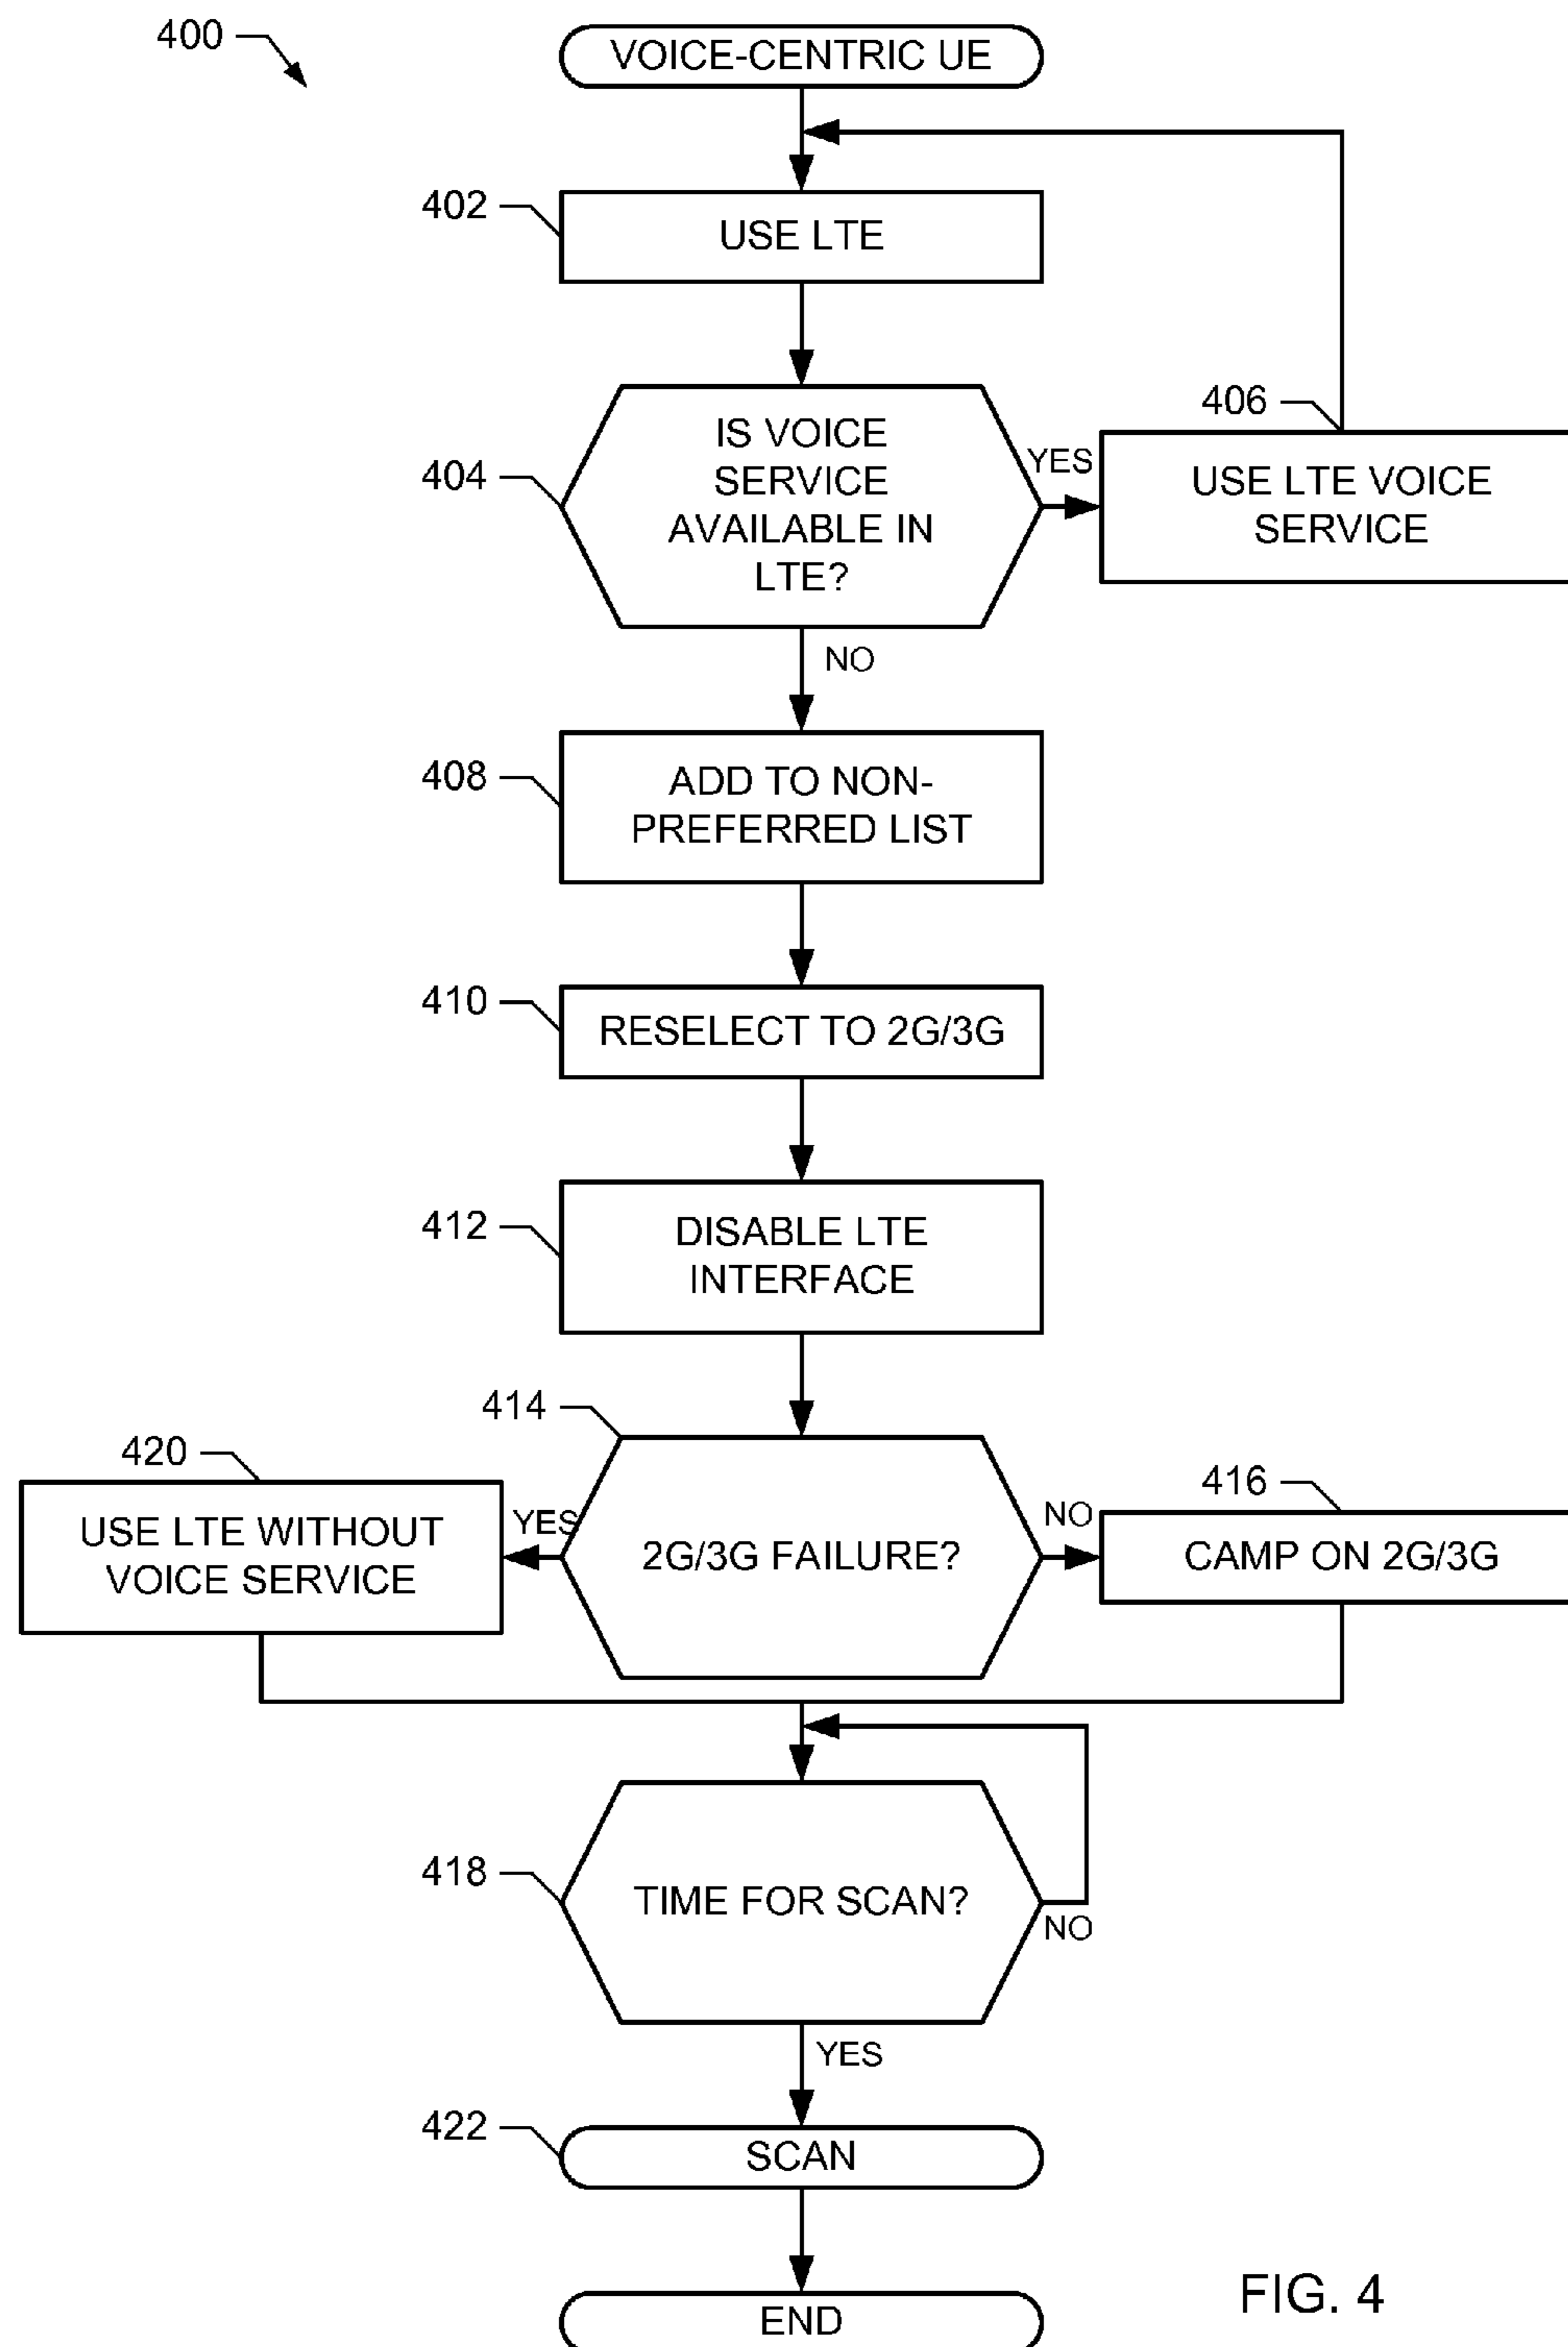 400
VOICE-CENTRIC UE
402
USE LTE
404
IS VOICE
SERVICE
AVAILABLE IN
LTE?
YES
406
USE LTE VOICE
SERVICE
NO
408
ADD TO NON-
PREFERRED LIST
410
RESELECT TO 2G/3G
412
DISABLE LTE
INTERFACE
414
2G/3G FAILURE?
YES
420
USE LTE WITHOUT
VOICE SERVICE
NO
416
CAMP ON 2G/3G
418
TIME FOR SCAN?
NO
YES
422
SCAN
END
FIG. 4